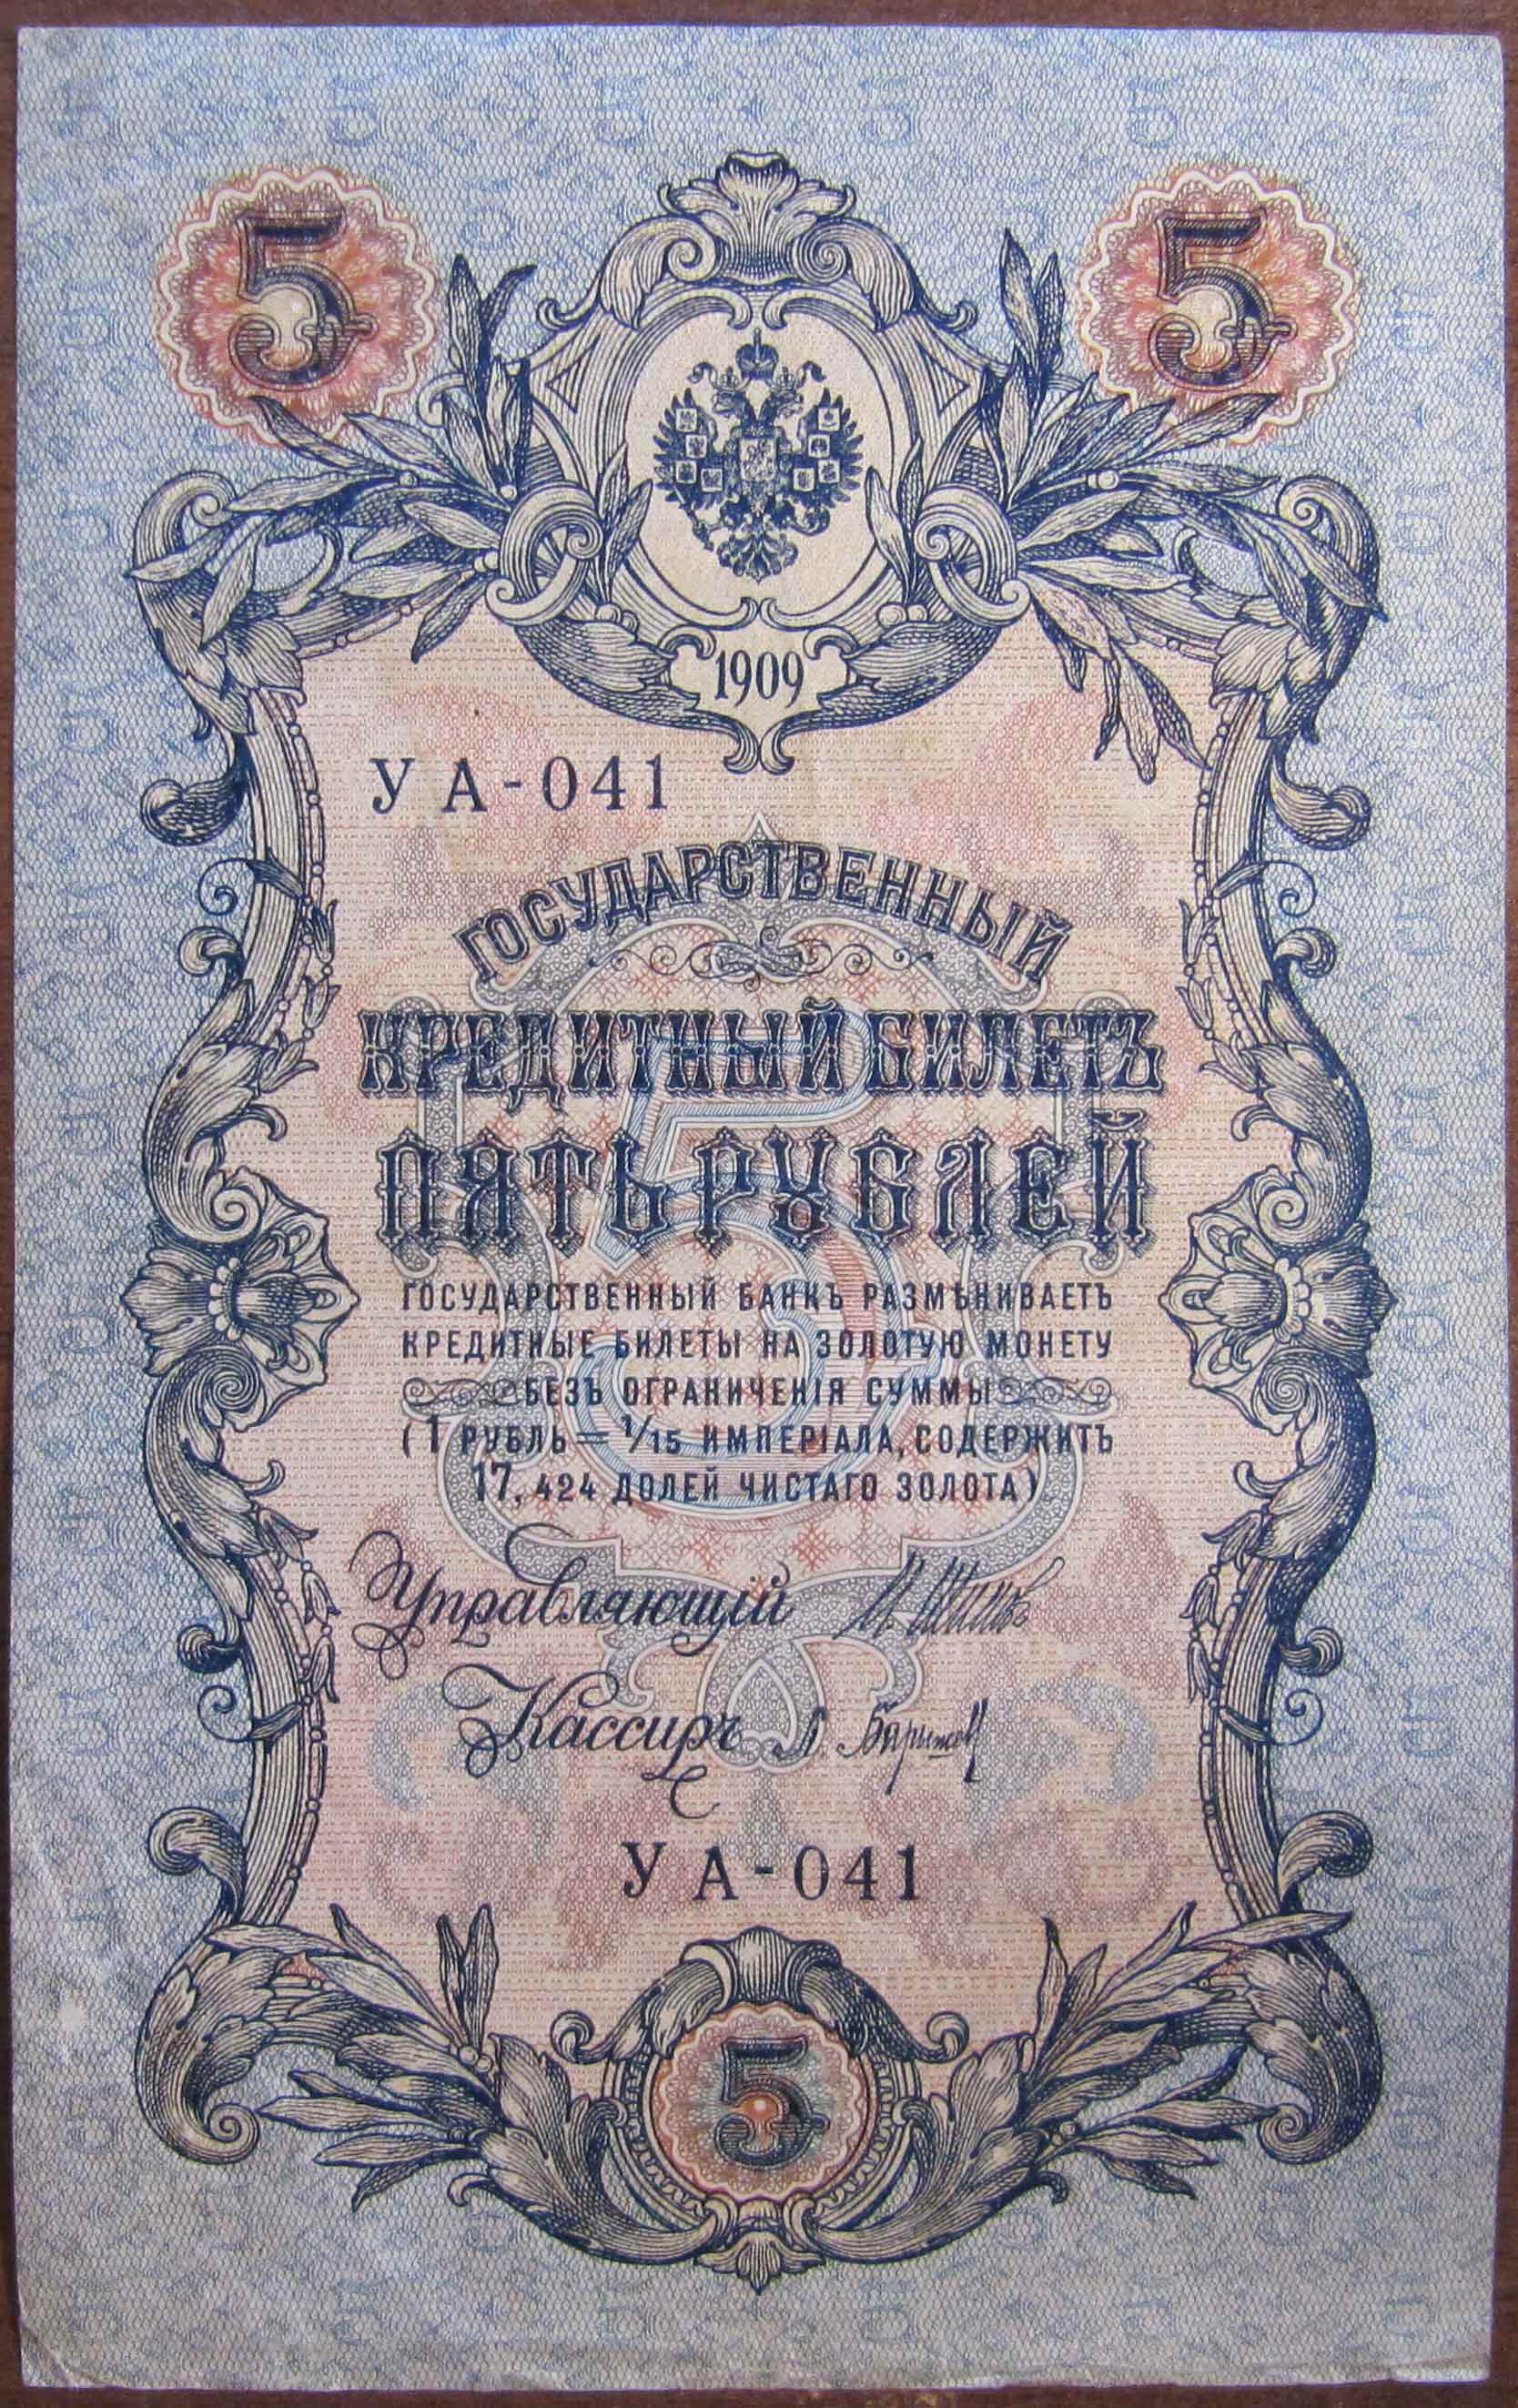 5 5
1909
УА-041
ГОСУДАРСТВЕННЫЙ
КРЕДИТНЫЙ БИЛЕТЪ
ПЯТЬ РУБЛЕЙ
ГОСУДАРСТВЕННЫЙ БАНКЪ РАЗМѢНИВАЕТЪ
КРЕДИТНЫЕ БИЛЕТЫ НА ЗОЛОТУЮ МОНЕТУ
БЕЗЪ ОГРАНИЧЕНІЯ СУММЫ
(1 РУБЛЬ = 1/15 ИМПЕРІАЛА, СОДЕРЖИТЪ
17,424 ДОЛЕЙ ЧИСТАГО ЗОЛОТА)
Управляющій И. Шипов
Кассиръ
УА-041
5